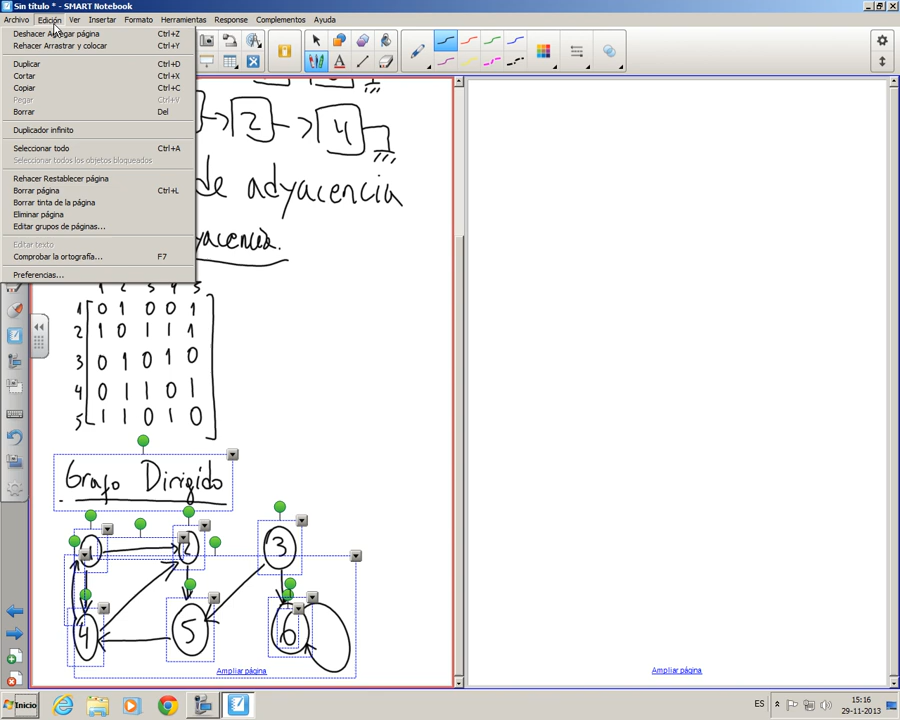 Sin título * - SMART Notebook
Archivo Edición Ver Insertar Formato Herramientas Response Complementos Ayuda
Deshacer Agregar página Ctrl+Z
Rehacer Arrastrar y colocar Ctrl+Y
Duplicar Ctrl+D
Cortar Ctrl+X
Copiar Ctrl+C
Pegar Ctrl+V
Borrar Del
Duplicador infinito
Seleccionar todo Ctrl+A
Seleccionar todos los objetos bloqueados
Rehacer Restablecer página
Borrar página Ctrl+L
Borrar tinta de la página
Eliminar página
Editar grupos de páginas...
Editar texto
Comprobar la ortografía... F7
Preferencias...
2 4
de adyacencia
yacencia.
1 2 3 4 5
1 0 1 0 0 1
2 1 0 1 1 1
3 0 1 0 1 0
4 0 1 1 0 1
5 1 1 0 1 0
Grafo Dirigido
1 2 3
4 5 6
Ampliar página
Ampliar página
Inicio
ES
15:16
29-11-2013